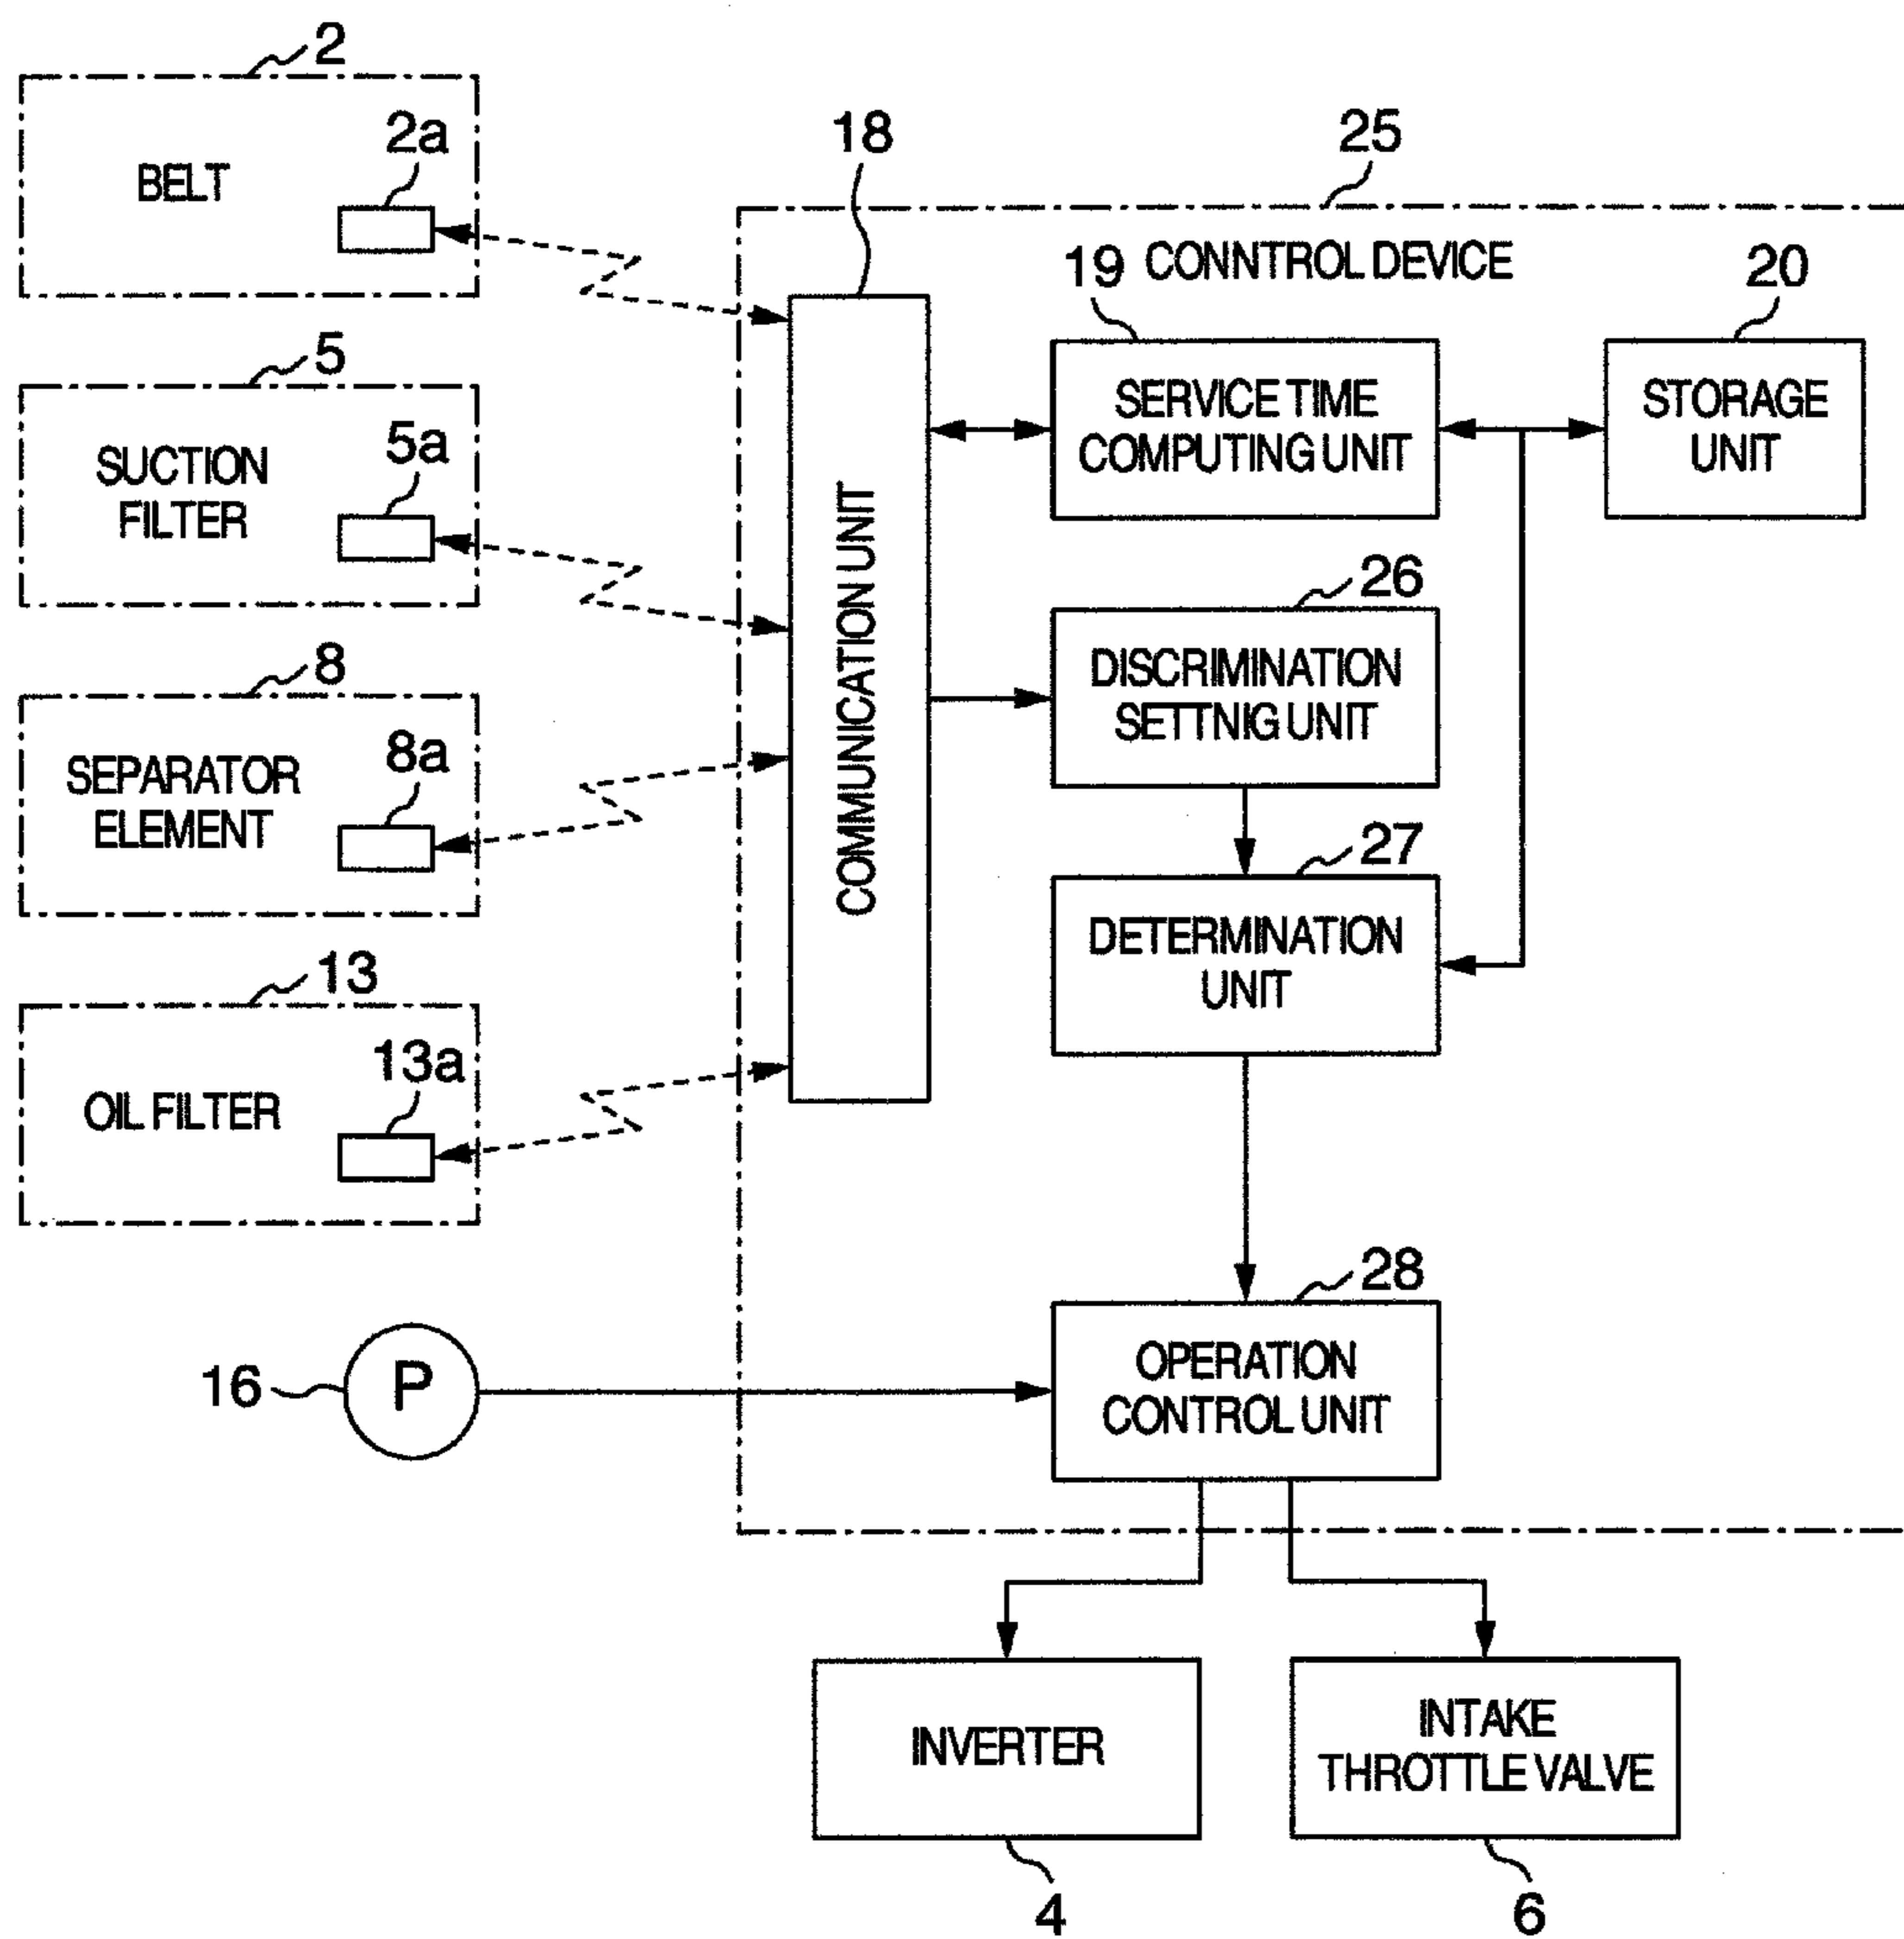 2
2a
BELT
5
5a
SUCTION
FILTER
8
8a
SEPARATOR
ELEMENT
13
13a
OIL FILTER
16
P
18
COMMUNICATION UNIT
25
CONNTROL DEVICE
19
SERVICE TIME
COMPUTING UNIT
20
STORAGE
UNIT
26
DISCRIMINATION
SETTNIG UNIT
27
DETERMINATION
UNIT
28
OPERATION
CONTROL UNIT
INVERTER
4
INTAKE
THROTTLE VALVE
6